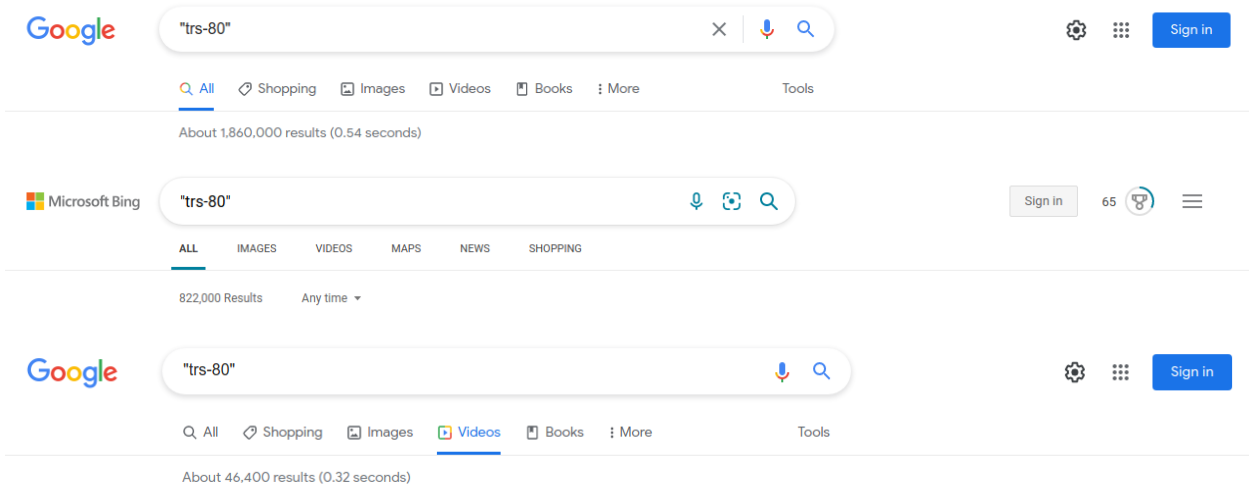 Google "trs-80" Sign in
All Shopping Images Videos Books More Tools
About 1,860,000 results (0.54 seconds)
Microsoft Bing "trs-80" Sign in 65
ALL IMAGES VIDEOS MAPS NEWS SHOPPING
822,000 Results Any time
Google "trs-80" Sign in
All Shopping Images Videos Books More Tools
About 46,400 results (0.32 seconds)